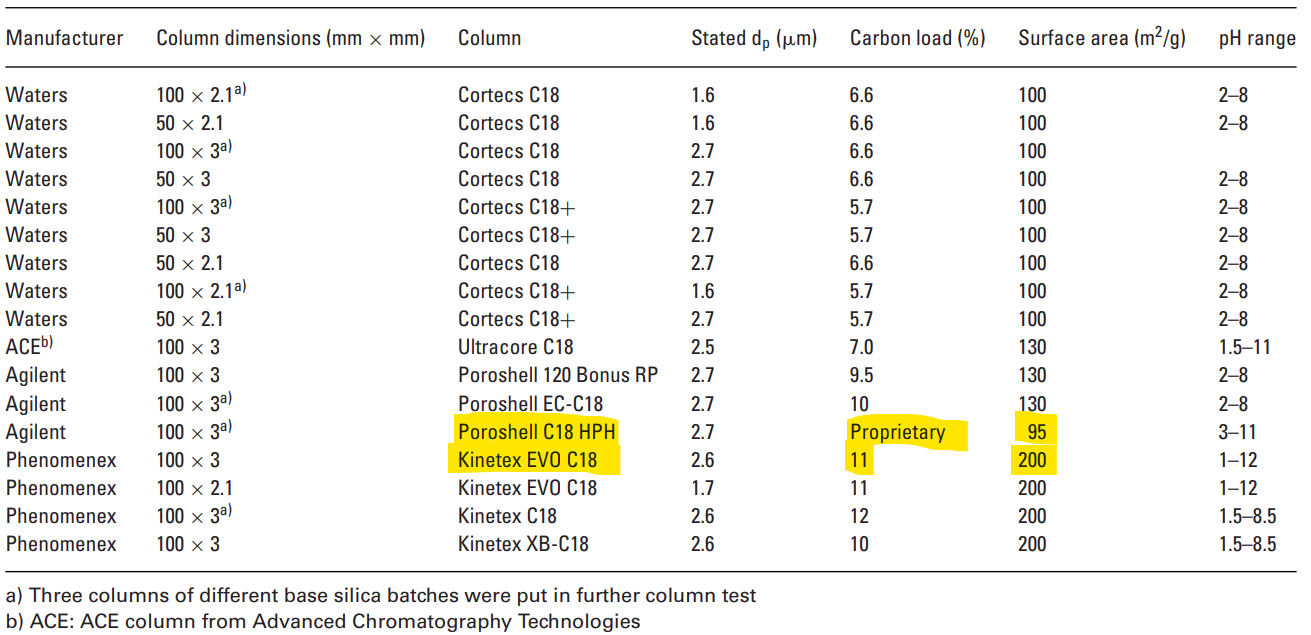 Manufacturer Column dimensions (mm × mm) Column Stated dp (μm) Carbon load (%) Surface area (m²/g) pH range
Waters 100 × 2.1a) Cortecs C18 1.6 6.6 100 2–8
Waters 50 × 2.1 Cortecs C18 1.6 6.6 100 2–8
Waters 100 × 3a) Cortecs C18 2.7 6.6 100
Waters 50 × 3 Cortecs C18 2.7 6.6 100 2–8
Waters 100 × 3a) Cortecs C18+ 2.7 5.7 100 2–8
Waters 50 × 3 Cortecs C18+ 2.7 5.7 100 2–8
Waters 50 × 2.1 Cortecs C18 2.7 6.6 100 2–8
Waters 100 × 2.1a) Cortecs C18+ 1.6 5.7 100 2–8
Waters 50 × 2.1 Cortecs C18+ 2.7 5.7 100 2–8
ACEb) 100 × 3 Ultracore C18 2.5 7.0 130 1.5–11
Agilent 100 × 3 Poroshell 120 Bonus RP 2.7 9.5 130 2–8
Agilent 100 × 3a) Poroshell EC-C18 2.7 10 130 2–8
Agilent 100 × 3a) Poroshell C18 HPH 2.7 Proprietary 95 3–11
Phenomenex 100 × 3 Kinetex EVO C18 2.6 11 200 1–12
Phenomenex 100 × 2.1 Kinetex EVO C18 1.7 11 200 1–12
Phenomenex 100 × 3a) Kinetex C18 2.6 12 200 1.5–8.5
Phenomenex 100 × 3 Kinetex XB-C18 2.6 10 200 1.5–8.5
a) Three columns of different base silica batches were put in further column test
b) ACE: ACE column from Advanced Chromatography Technologies